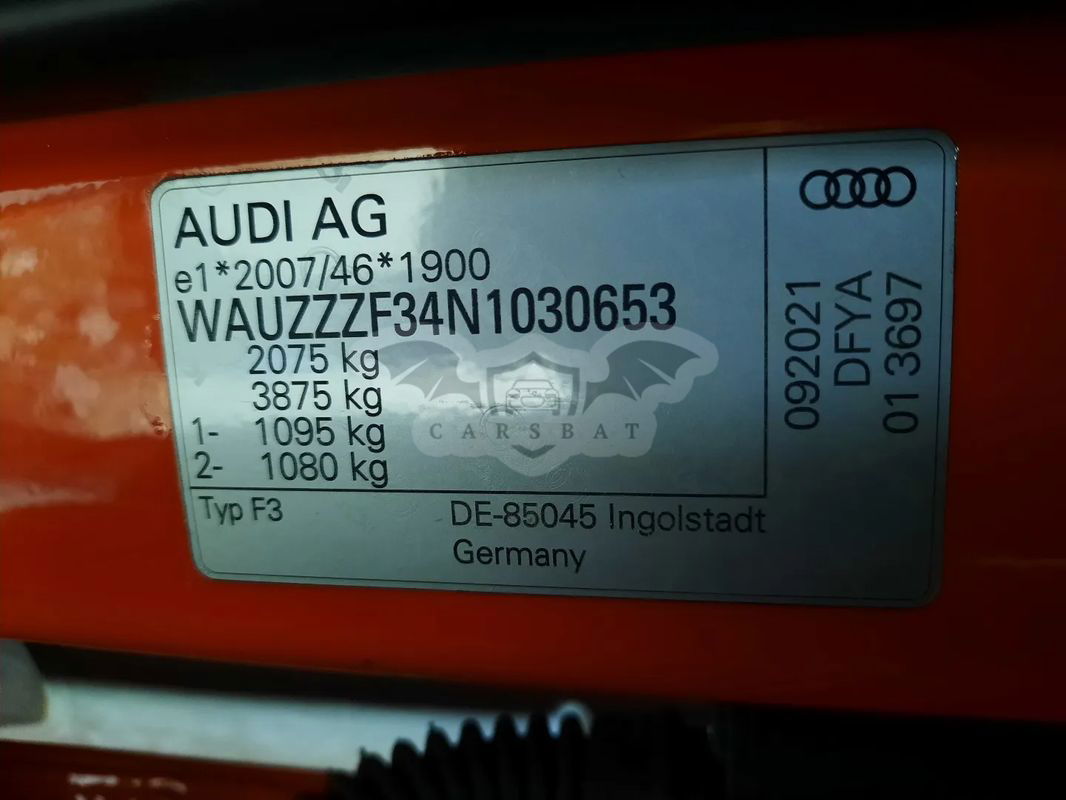 AUDI AG
e1*2007/46*1900
WAUZZZF34N1030653
2075 kg
3875 kg
1- 1095 kg
2- 1080 kg
Typ F3
DE-85045 Ingolstadt
Germany
092021
DFYA
01 3697
CARSBAT